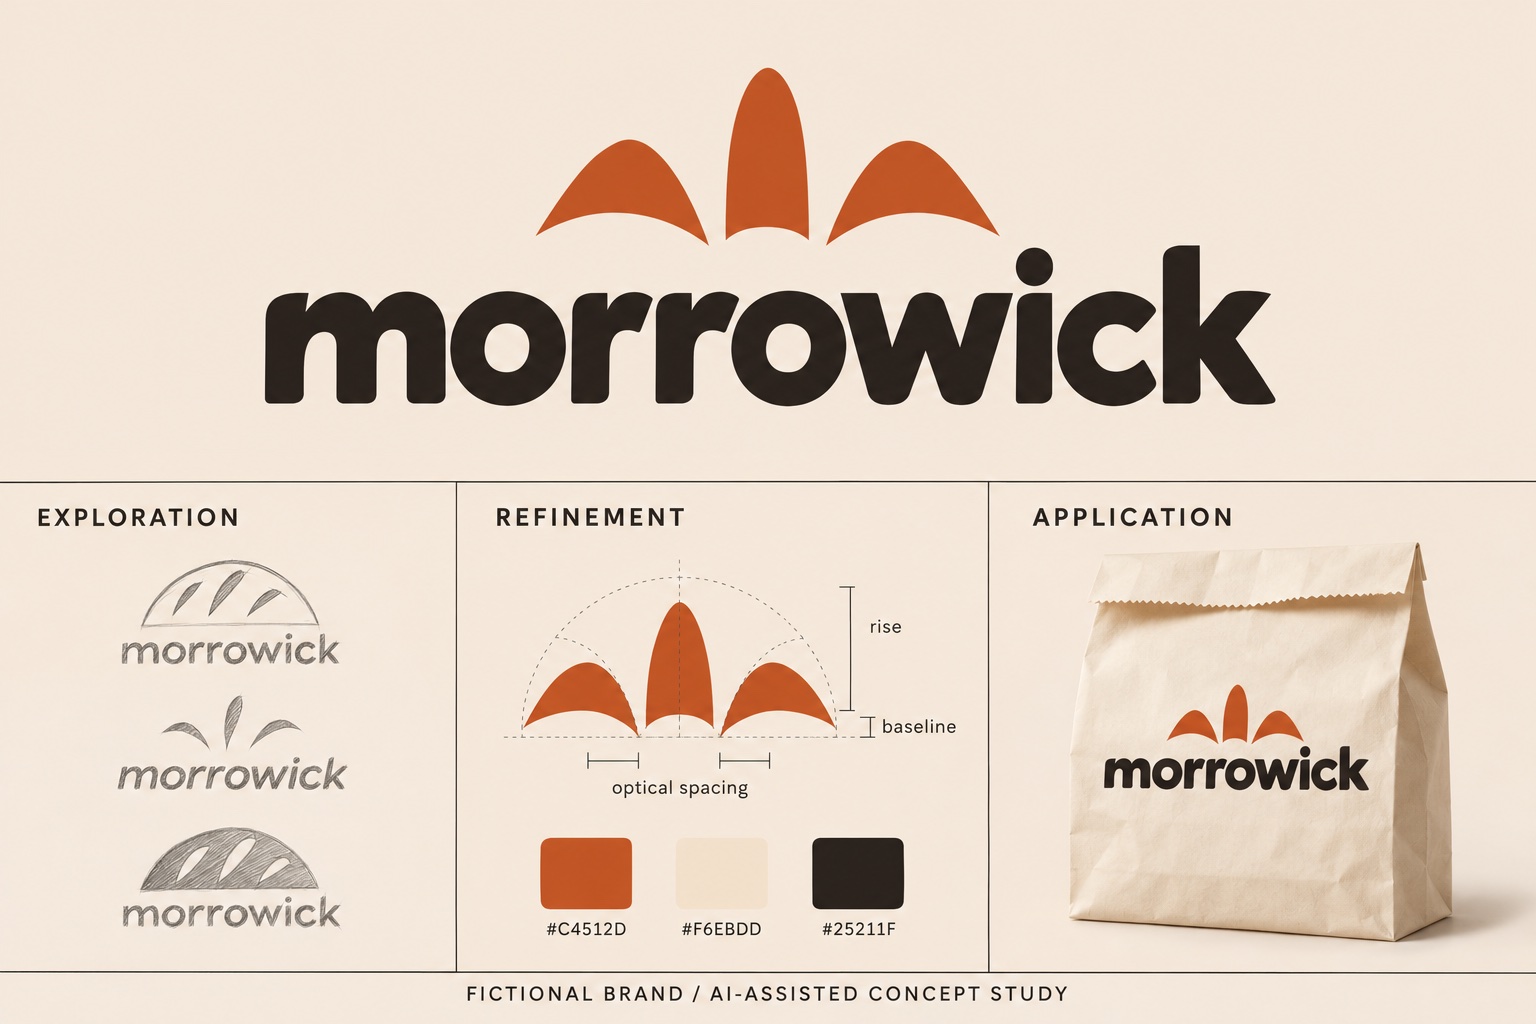 morrowick
EXPLORATION
morrowick
morrowick
morrowick
REFINEMENT
rise
baseline
optical spacing
#C4512D
#F6EBDD
#25211F
APPLICATION
morrowick
FICTIONAL BRAND / AI-ASSISTED CONCEPT STUDY